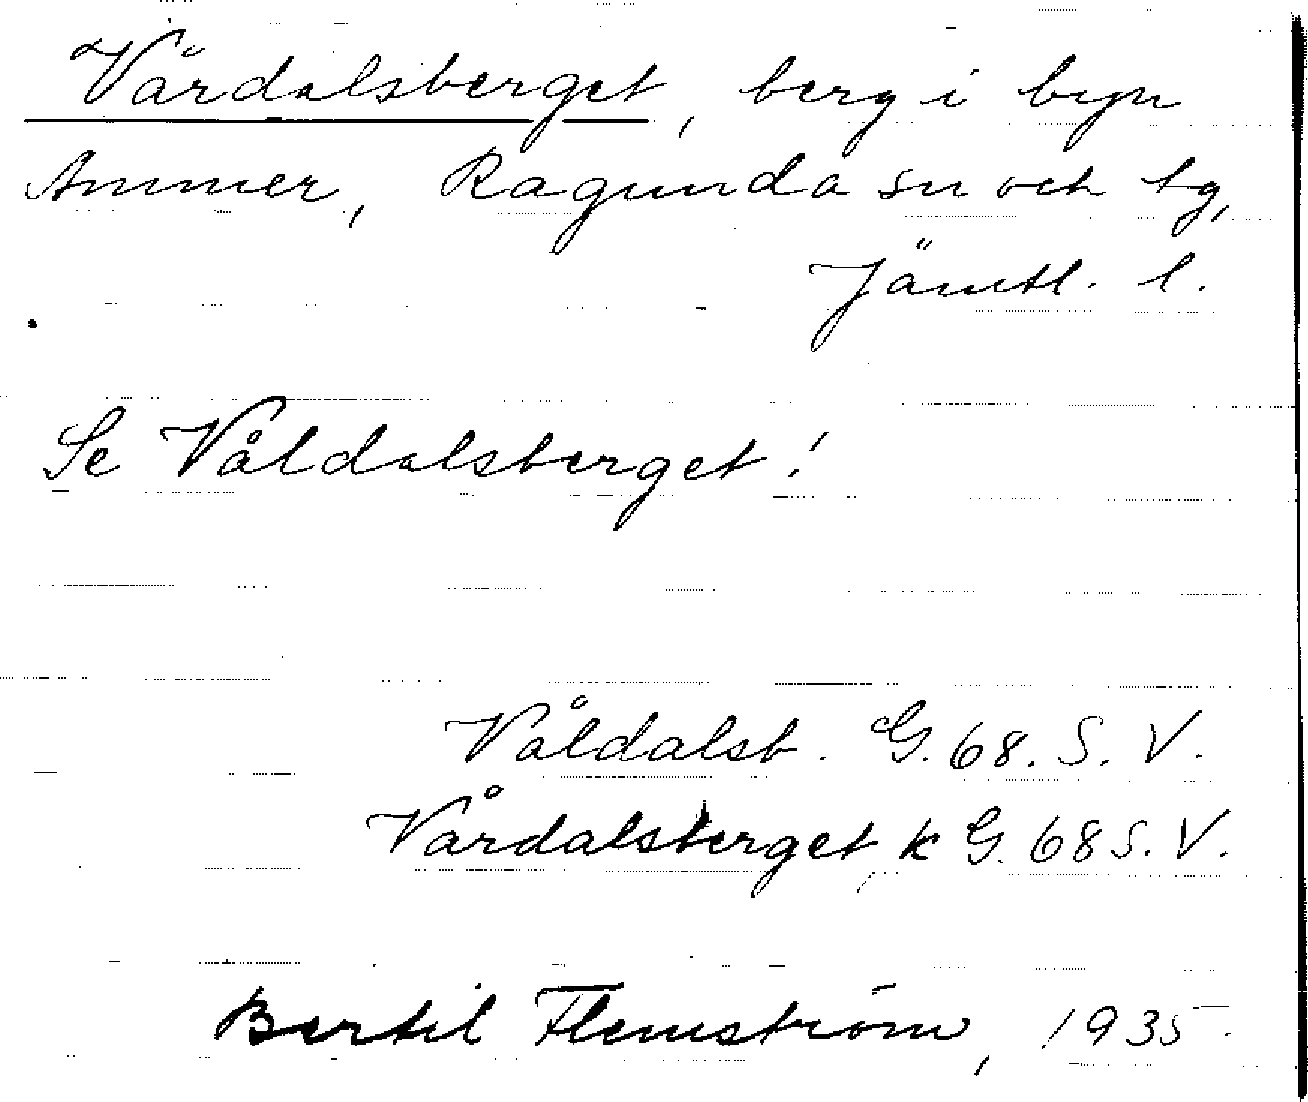 Vårdalsberget, berg i byn
Ammer, Ragunda sn och tg,
Jämtl. l.
Se Våldalsberget!
Våldalsb. G. 68. S. V.
Vårdalsberget, k G. 68 S. V.
Bertil Flemström, 1935.